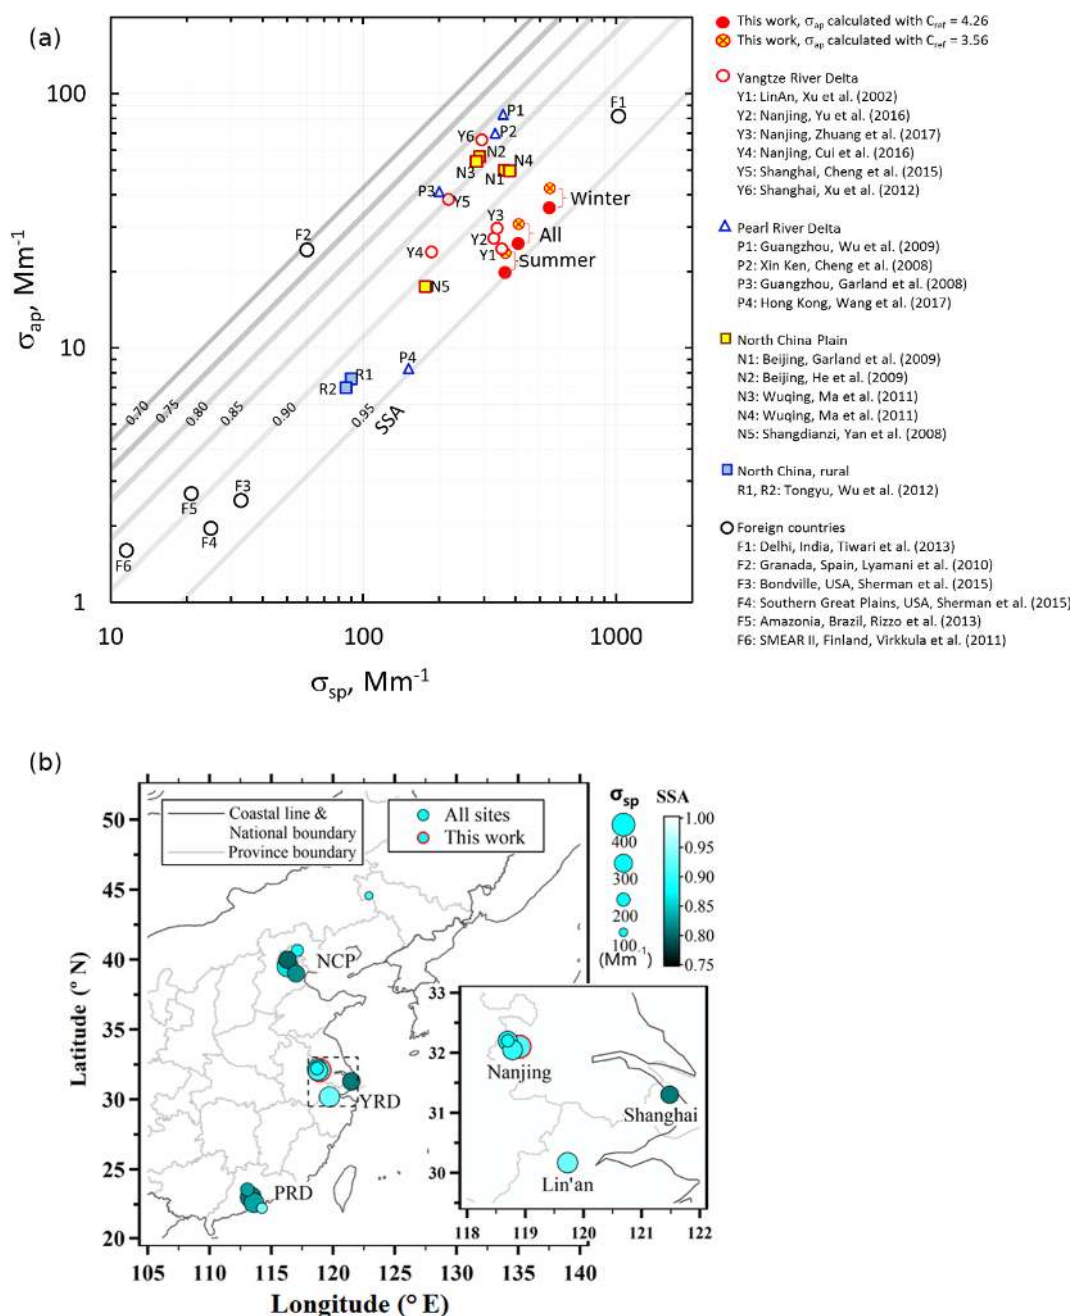 (a)
100
10
1
10
100
1000
σap, Mm-1
σsp, Mm-1
F1
P1
P2
Y6
N2
N3
N4
N1
P3
Y5
Winter
F2
Y3
All
Y2
Y4
Y1
Summer
N5
P4
R1
R2
0.70
0.75
0.80
0.85
0.90
0.95
SSA
F3
F5
F4
F6
This work, σap calculated with Cref = 4.26
This work, σap calculated with Cref = 3.56
Yangtze River Delta
Y1: LinAn, Xu et al. (2002)
Y2: Nanjing, Yu et al. (2016)
Y3: Nanjing, Zhuang et al. (2017)
Y4: Nanjing, Cui et al. (2016)
Y5: Shanghai, Cheng et al. (2015)
Y6: Shanghai, Xu et al. (2012)
Pearl River Delta
P1: Guangzhou, Wu et al. (2009)
P2: Xin Ken, Cheng et al. (2008)
P3: Guangzhou, Garland et al. (2008)
P4: Hong Kong, Wang et al. (2017)
North China Plain
N1: Beijing, Garland et al. (2009)
N2: Beijing, He et al. (2009)
N3: Wuqing, Ma et al. (2011)
N4: Wuqing, Ma et al. (2011)
N5: Shangdianzi, Yan et al. (2008)
North China, rural
R1, R2: Tongyu, Wu et al. (2012)
Foreign countries
F1: Delhi, India, Tiwari et al. (2013)
F2: Granada, Spain, Lyamani et al. (2010)
F3: Bondville, USA, Sherman et al. (2015)
F4: Southern Great Plains, USA, Sherman et al. (2015)
F5: Amazonia, Brazil, Rizzo et al. (2013)
F6: SMEAR II, Finland, Virkkula et al. (2011)
(b)
Coastal line &
National boundary
Province boundary
All sites
This work
σsp
400
300
200
100
(Mm-1)
SSA
1.00
0.95
0.90
0.85
0.80
0.75
50
45
40
35
30
25
20
Latitude (° N)
NCP
YRD
PRD
105
110
115
120
125
130
135
140
Longitude (° E)
33
32
31
30
Nanjing
Shanghai
Lin'an
118
119
120
121
122